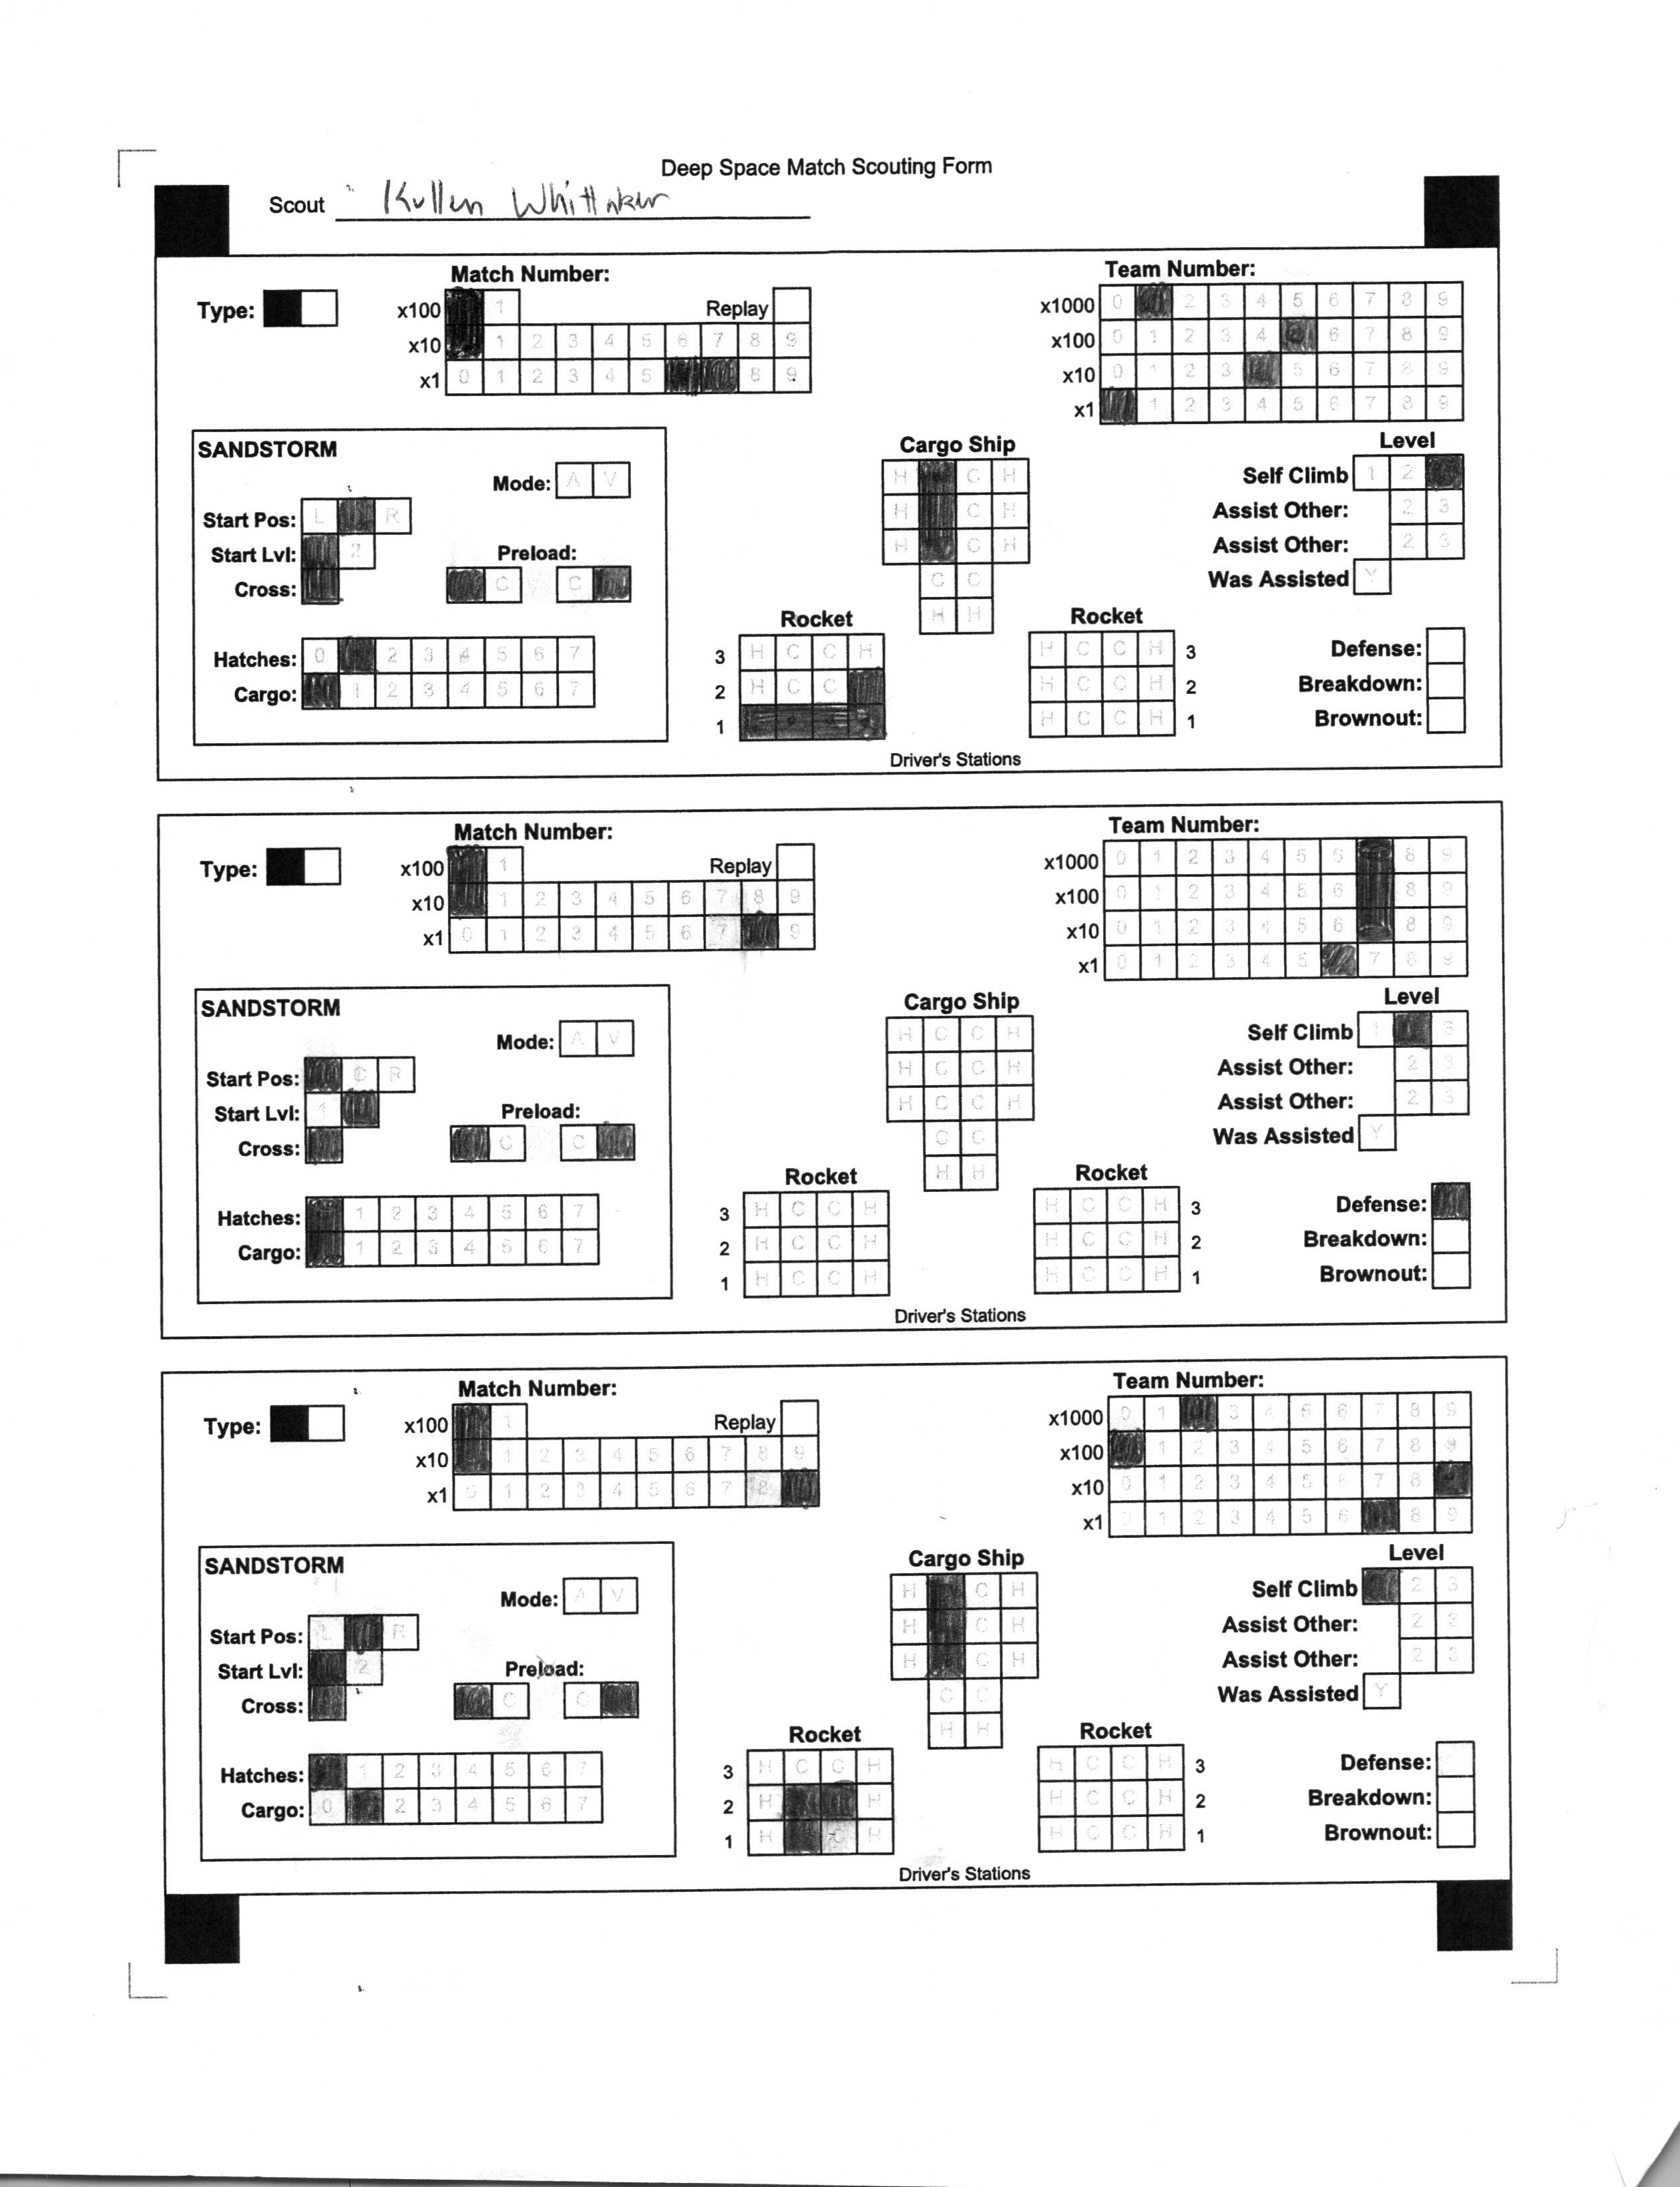 Deep Space Match Scouting Form
Scout Kullen Whittaker
Match Number: Team Number:
Type: x100 1 Replay x1000 0 2 3 4 5 6 7 8 9
x10 1 2 3 4 5 6 7 8 9 x100 0 1 2 3 4 6 7 8 9
x1 0 1 2 3 4 5 8 9 x10 0 1 2 3 5 6 7 8 9
x1 1 2 3 4 5 6 7 8 9
SANDSTORM Cargo Ship Level
Mode: A V H C H Self Climb 1 2
Start Pos: L R H C H Assist Other: 2 3
Start Lvl: 2 Preload: H C H Assist Other: 2 3
Cross: C C C C Was Assisted Y
H H
Rocket Rocket
Hatches: 0 2 3 4 5 6 7 3 H C C H H C C H 3 Defense:
Cargo: 1 2 3 4 5 6 7 2 H C C H C C H 2 Breakdown:
1 H C C H 1 Brownout:
Driver's Stations
Match Number: Team Number:
Type: x100 1 Replay x1000 0 1 2 3 4 5 6 8 9
x10 1 2 3 4 5 6 7 8 9 x100 0 1 2 3 4 5 6 8 9
x1 0 1 2 3 4 5 6 7 9 x10 0 1 2 3 4 5 6 8 9
x1 0 1 2 3 4 5 7 8 9
SANDSTORM Cargo Ship Level
Mode: A V H C C H Self Climb 1 3
Start Pos: C R H C C H Assist Other: 2 3
Start Lvl: 1 Preload: H C C H Assist Other: 2 3
Cross: C C C C Was Assisted Y
H H
Rocket Rocket
Hatches: 1 2 3 4 5 6 7 3 H C C H H C C H 3 Defense:
Cargo: 1 2 3 4 5 6 7 2 H C C H H C C H 2 Breakdown:
1 H C C H H C C H 1 Brownout:
Driver's Stations
Match Number: Team Number:
Type: x100 1 Replay x1000 0 1 3 4 5 6 7 8 9
x10 1 2 3 4 5 6 7 8 9 x100 1 2 3 4 5 6 7 8 9
x1 0 1 2 3 4 5 6 7 8 x10 0 1 2 3 4 5 6 7 8
x1 0 1 2 3 4 5 6 8 9
SANDSTORM Cargo Ship Level
Mode: A V H C H Self Climb 2 3
Start Pos: L R H C H Assist Other: 2 3
Start Lvl: 2 Preload: H C H Assist Other: 2 3
Cross: C C C C Was Assisted Y
H H
Rocket Rocket
Hatches: 1 2 3 4 5 6 7 3 H C C H H C C H 3 Defense:
Cargo: 0 2 3 4 5 6 7 2 H H H C C H 2 Breakdown:
1 H C H H C C H 1 Brownout:
Driver's Stations